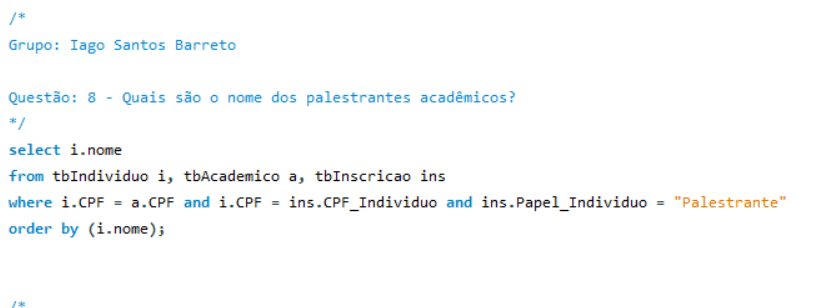 /*
Grupo: Iago Santos Barreto
Questão: 8 - Quais são o nome dos palestrantes acadêmicos?
*/
select i.nome
from tbIndividuo i, tbAcademico a, tbInscricao ins
where i.CPF = a.CPF and i.CPF = ins.CPF_Individuo and ins.Papel_Individuo = "Palestrante"
order by (i.nome);
/*